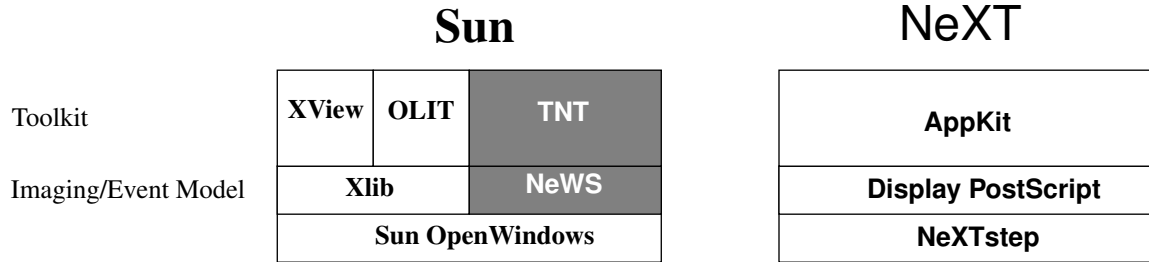 Sun NeXT
Toolkit XView OLIT TNT AppKit
Imaging/Event Model Xlib NeWS Display PostScript
Sun OpenWindows NeXTstep